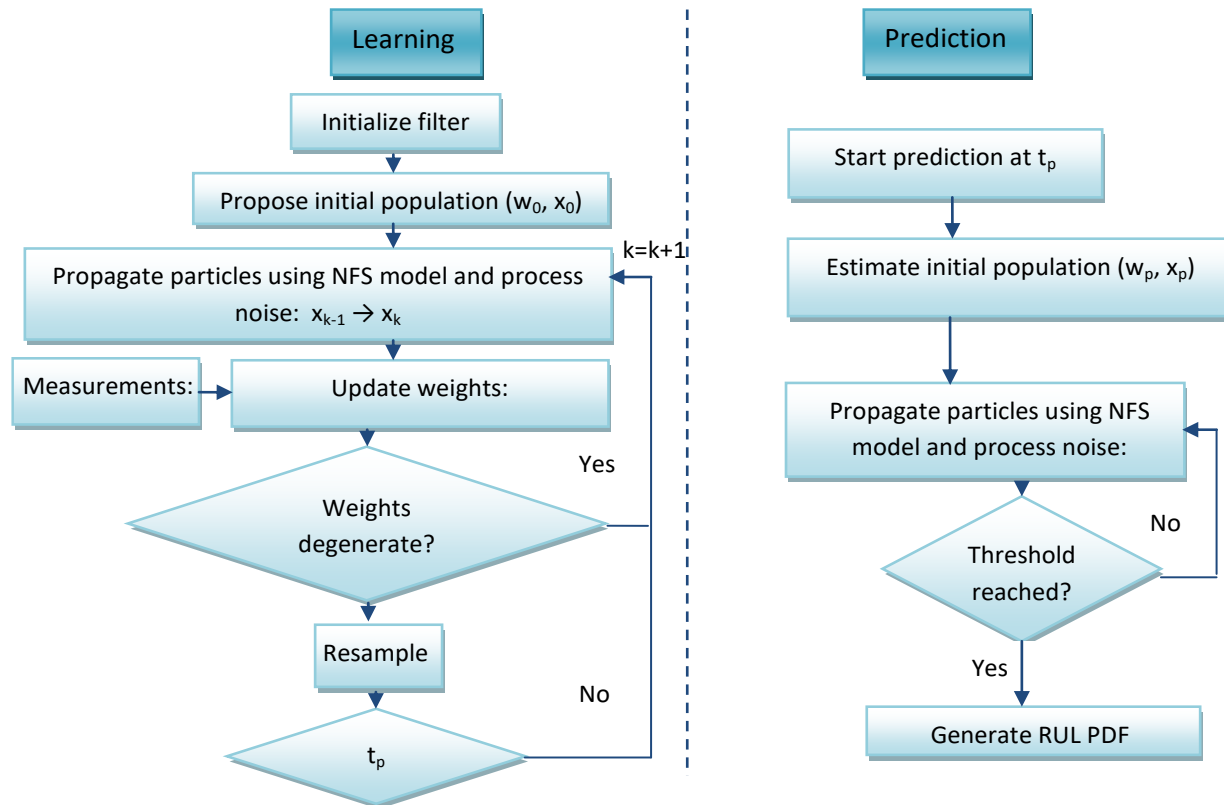 Learning
Initialize filter
Propose initial population (w₀, x₀)
k=k+1
Propagate particles using NFS model and process
noise: xₖ₋₁ → xₖ
Measurements:
Update weights:
Yes
Weights
degenerate?
Resample
No
tₚ
Prediction
Start prediction at tₚ
Estimate initial population (wₚ, xₚ)
Propagate particles using NFS
model and process noise:
No
Threshold
reached?
Yes
Generate RUL PDF